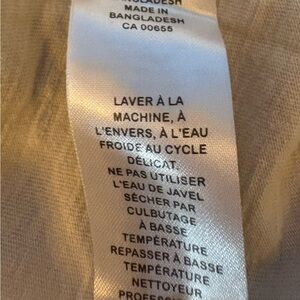 BANGLADESH
MADE IN
BANGLADESH
CA 00655
LAVER À LA
MACHINE, À
L'ENVERS, À L'EAU
FROIDE AU CYCLE
DÉLICAT.
NE PAS UTILISER
L'EAU DE JAVEL
SÉCHER PAR
CULBUTAGE
À BASSE
TEMPÉRATURE
REPASSER À BASSE
TEMPÉRATURE
NETTOYEUR